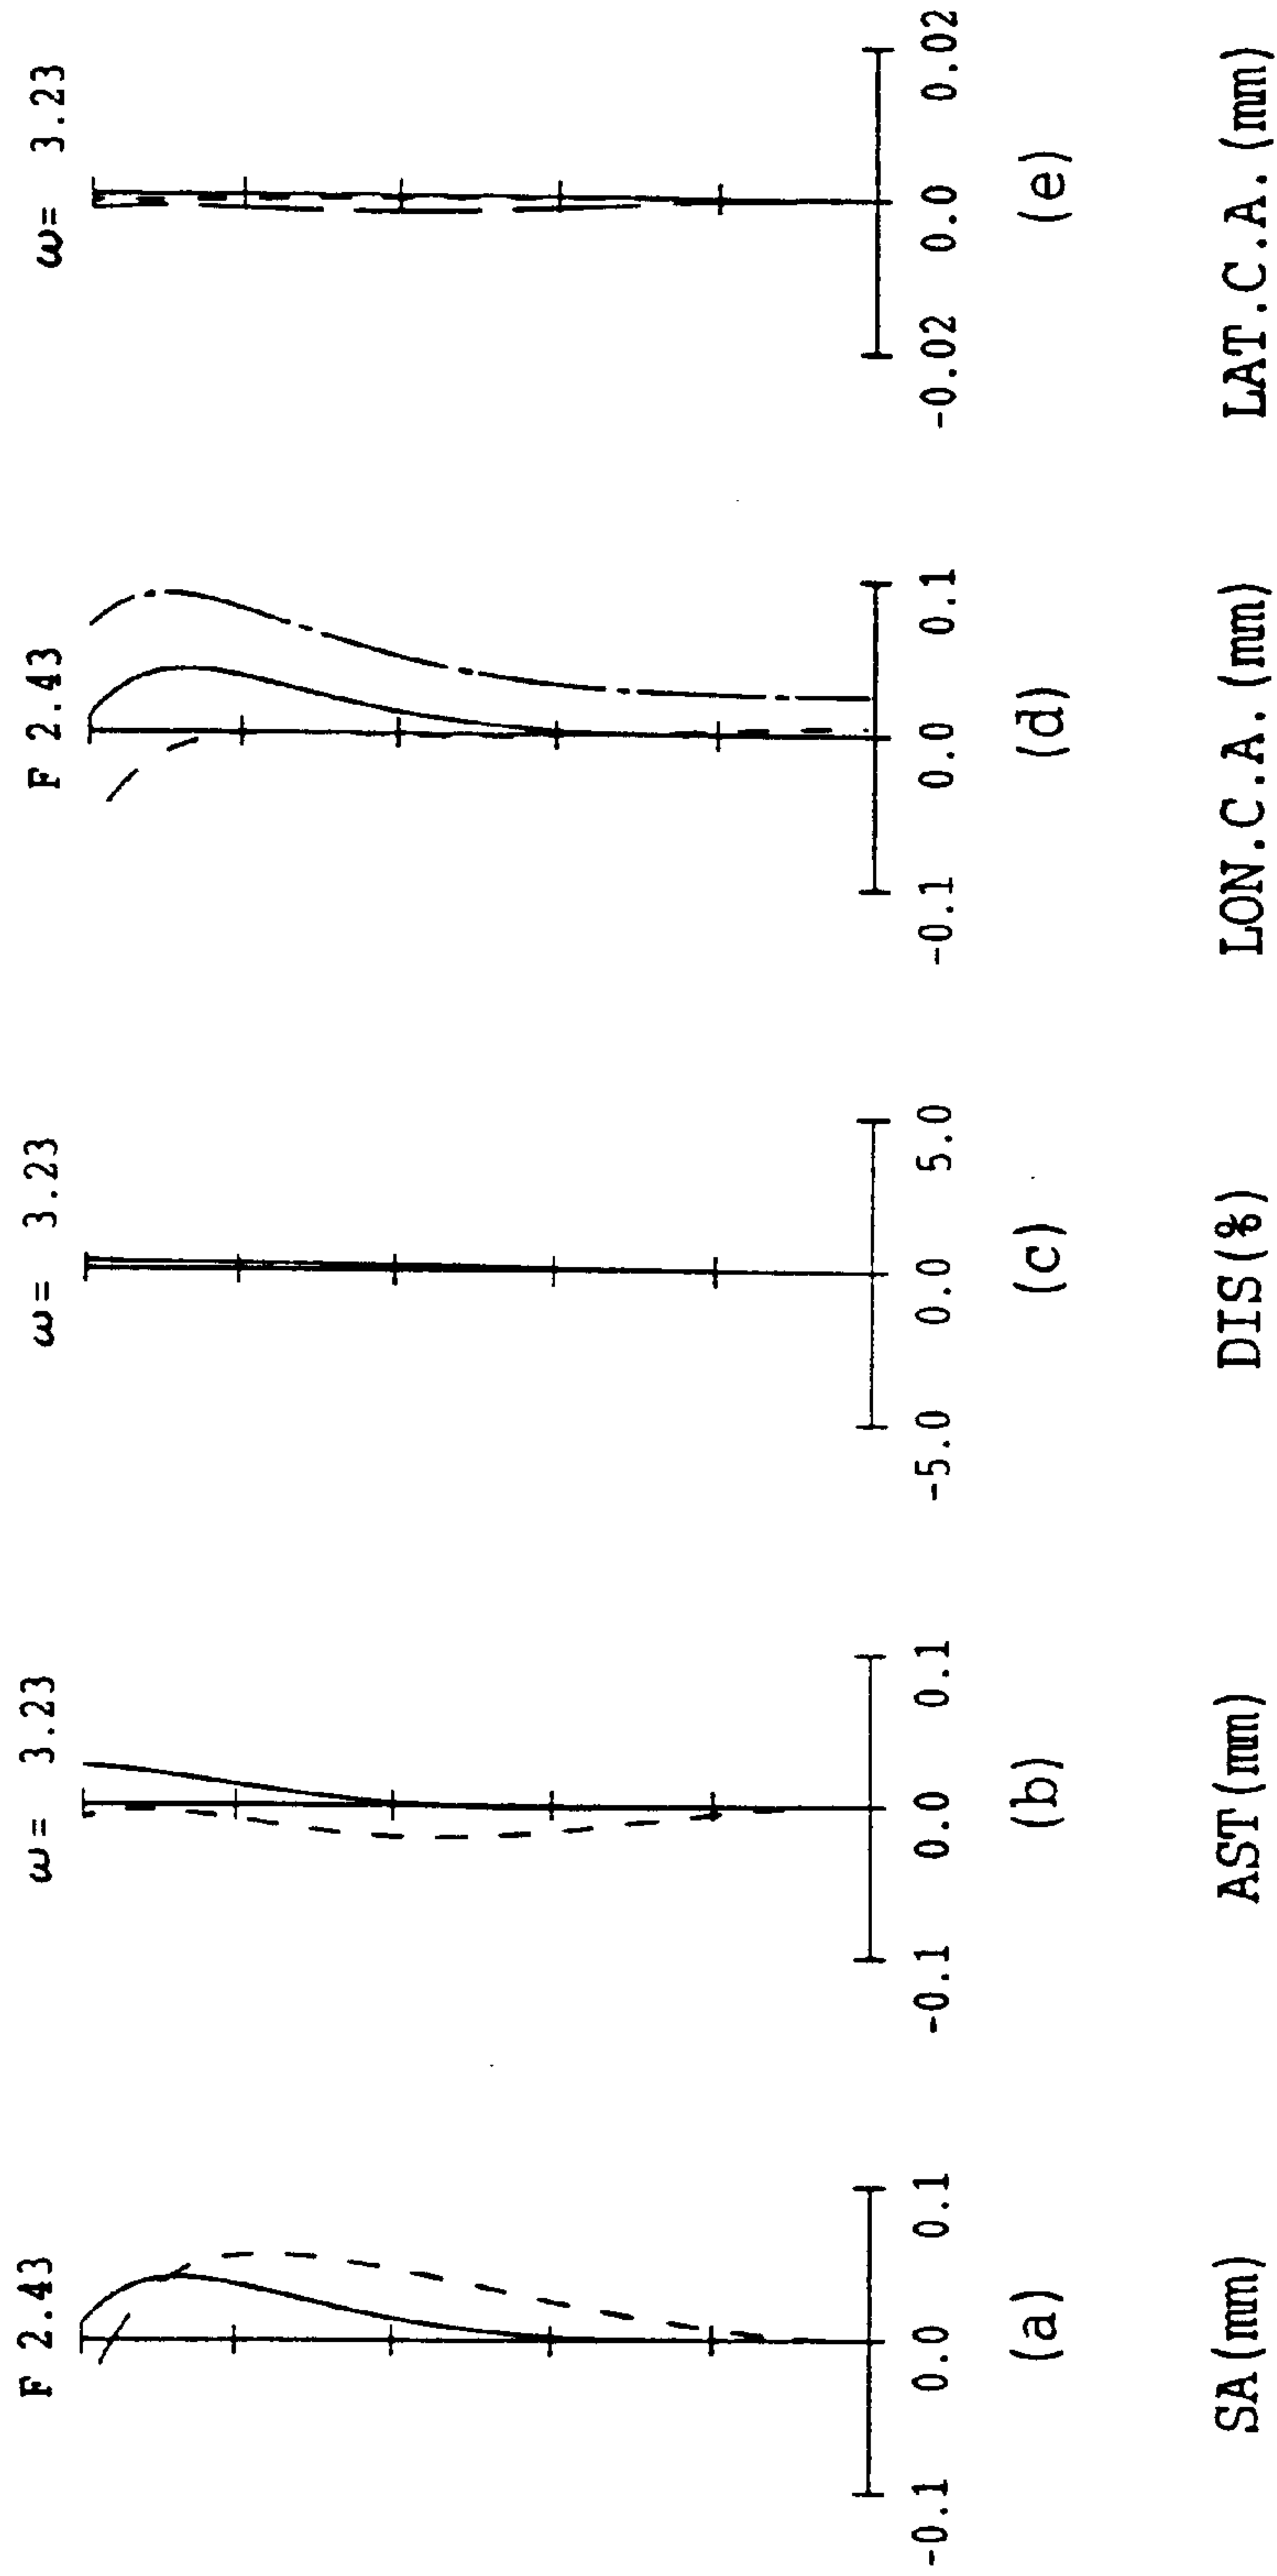 F 2.43
-0.1 0.0 0.1
(a)
SA(mm)
ω= 3.23
-0.1 0.0 0.1
(b)
AST(mm)
ω= 3.23
-5.0 0.0 5.0
(c)
DIS(%)
F 2.43
-0.1 0.0 0.1
(d)
LON.C.A.(mm)
ω= 3.23
-0.02 0.0 0.02
(e)
LAT.C.A.(mm)